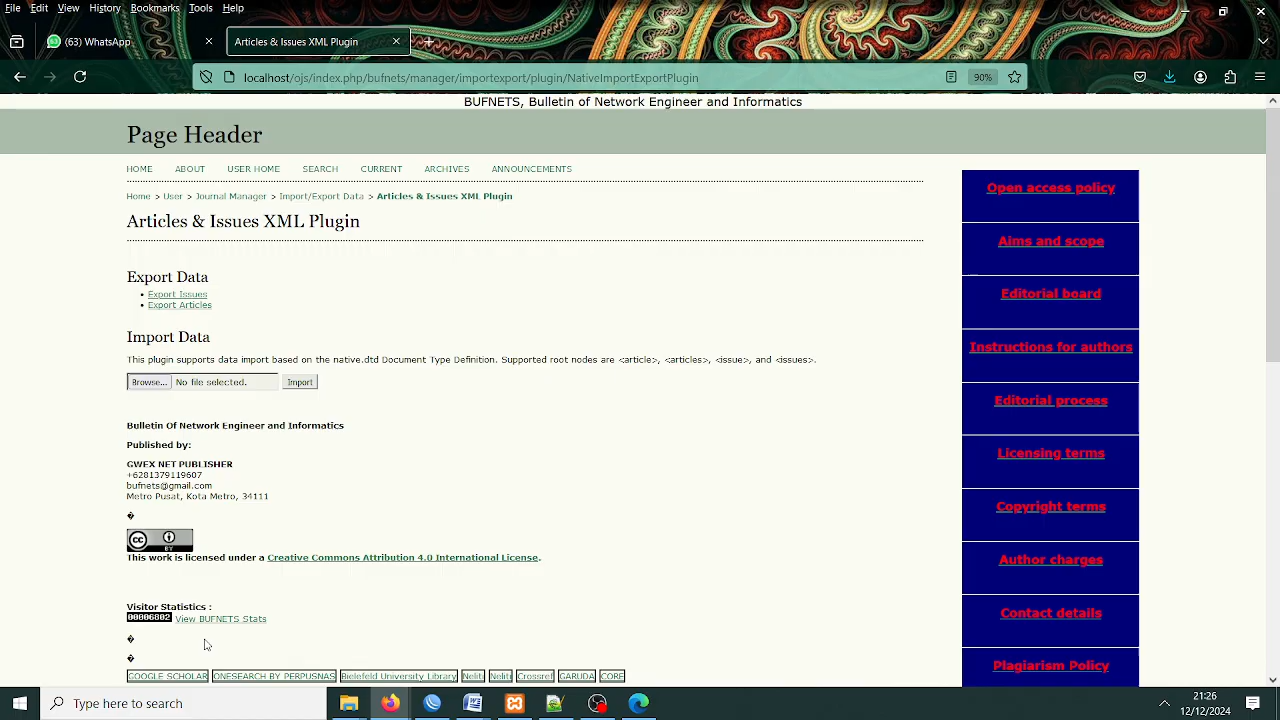 File Edit View History Bookmarks Tools Help
(63) WhatsApp
Articles & Issues XML Plugin
localhost/ojs/index.php/bufnets/manager/importexport/plugin/NativeImportExportPlugin
90%
BUFNETS, Bulletin of Network Engineer and Informatics
Page Header
HOME ABOUT USER HOME SEARCH CURRENT ARCHIVES ANNOUNCEMENTS
Home > User > Journal Manager > Import/Export Data > Articles & Issues XML Plugin
Articles & Issues XML Plugin
Export Data
• Export Issues
• Export Articles
Import Data
This plugin supports data import based on the native.dtd Document Type Definition. Supported root nodes are <article>, <articles>, <issue>, and <issues>.
Browse... No file selected. Import
Bulletin Of Network Engineer and Informatics
Published by:
GWEX NET PUBLISHER
+6281379119607
bufnets@gmail.com
Metro Pusat, Kota Metro, 34111
�
CC BY
This work is licensed under a Creative Commons Attribution 4.0 International License.
Visitor Statistics :
00006802 View BUFNETS Stats
�
�
GOOGLE SCHOLAR ONESEARCH BY PERPUSNAS Bielefeld University Library Neliti Neliti Crossref GARUDA CORE
Open access policy
Aims and scope
Editorial board
Instructions for authors
Editorial process
Licensing terms
Copyright terms
Author charges
Contact details
Plagiarism Policy
Type here to search
21:26
12/12/2024